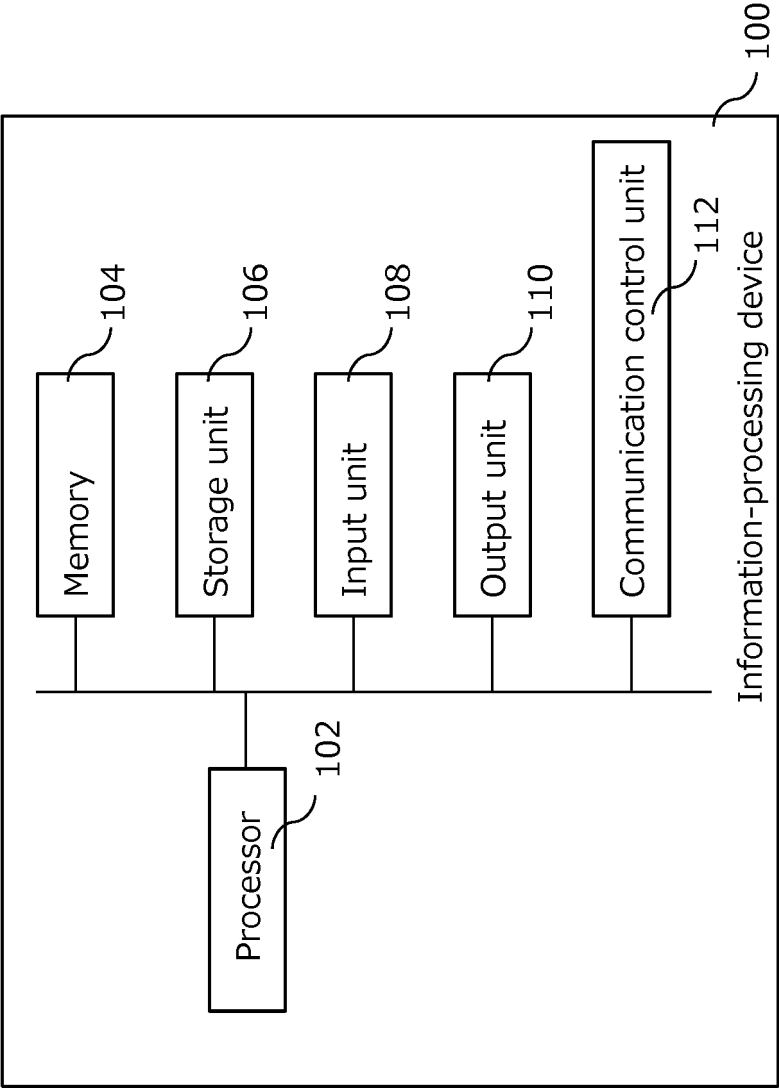 100
Memory
104
Storage unit
106
Input unit
108
Output unit
110
Communication control unit
112
Processor
102
Information-processing device